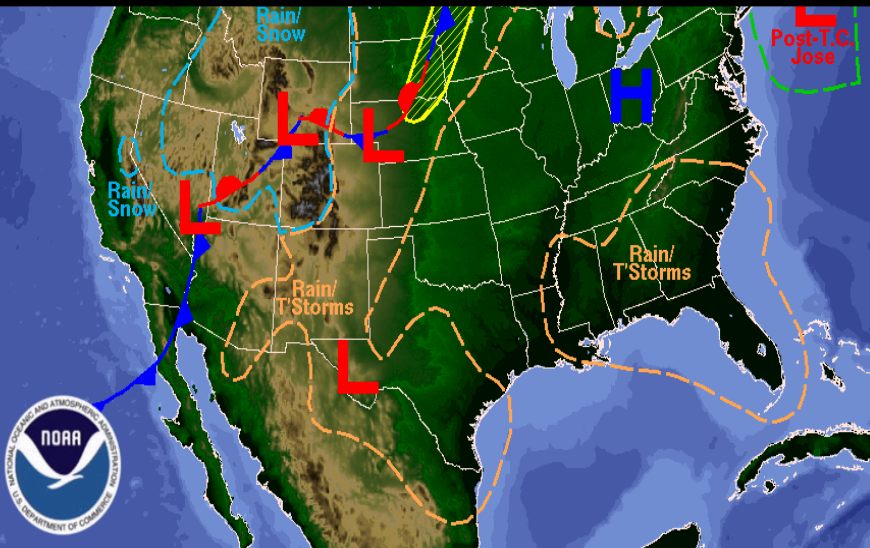 Rain/
Snow
L
Post-T.C.
Jose
H
L
L
Rain/
Snow
L
Rain/
T'Storms
Rain/
T'Storms
L
NATIONAL OCEANIC AND ATMOSPHERIC ADMINISTRATION
NOAA
U.S. DEPARTMENT OF COMMERCE